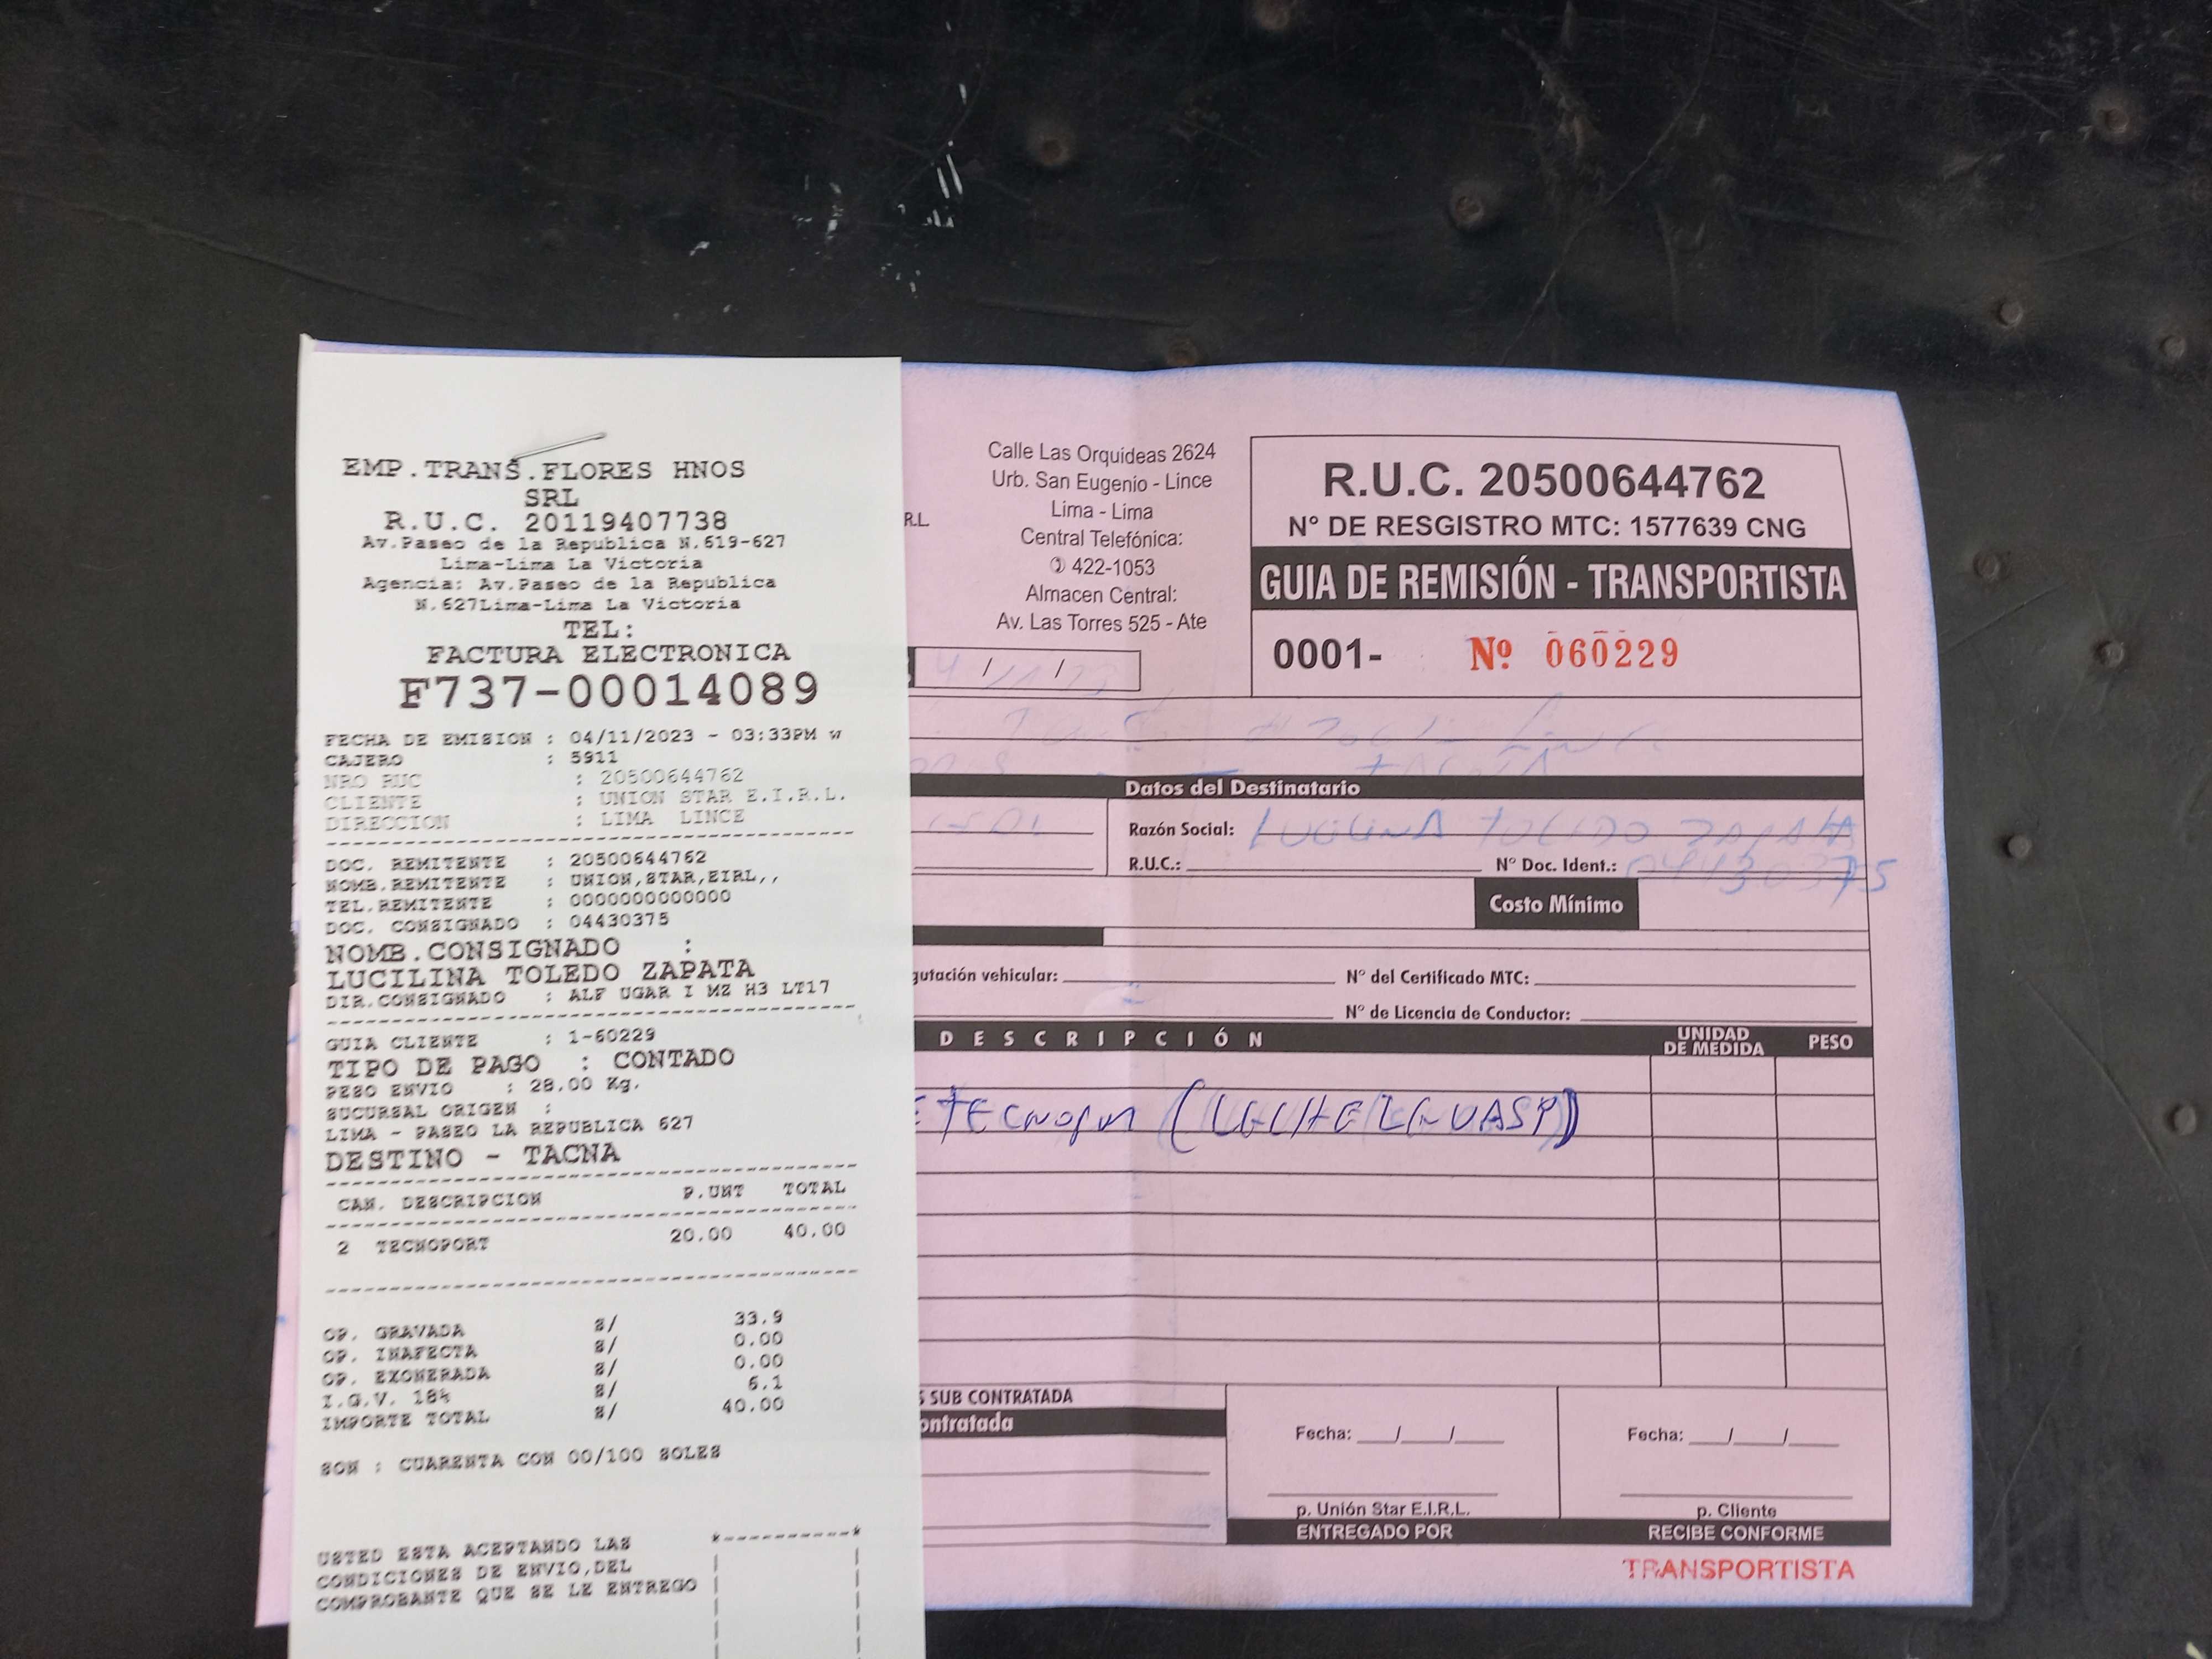 EMP.TRANS.FLORES HNOS
SRL
R.U.C. 20119407738
Av.Paseo de la Republica N.619-627
Lima-Lima La Victoria
Agencia: Av.Paseo de la Republica
N.627Lima-Lima La Victoria
TEL:
FACTURA ELECTRONICA
F737-00014089
FECHA DE EMISION : 04/11/2023 - 03:33PM w
CAJERO : 5911
NRO RUC : 20500644762
CLIENTE : UNION STAR E.I.R.L.
DIRECCION : LIMA LINCE
DOC. REMITENTE : 20500644762
NOMB.REMITENTE : UNION,STAR,EIRL,,
TEL.REMITENTE : 0000000000000
DOC. CONSIGNADO : 04430375
NOMB.CONSIGNADO :
LUCILINA TOLEDO ZAPATA
DIR.CONSIGNADO : ALF UGAR I MZ H3 LT17
GUIA CLIENTE : 1-60229
TIPO DE PAGO : CONTADO
PESO ENVIO : 28.00 Kg.
SUCURSAL ORIGEN :
LIMA - PASEO LA REPUBLICA 627
DESTINO - TACNA
CAN. DESCRIPCION P.UNT TOTAL
2 TECNOPORT 20.00 40.00
OP. GRAVADA S/ 33.9
OP. INAFECTA S/ 0.00
OP. EXONERADA S/ 0.00
I.G.V. 18% S/ 6.1
IMPORTE TOTAL S/ 40.00
SON : CUARENTA CON 00/100 SOLES
USTED ESTA ACEPTANDO LAS
CONDICIONES DE ENVIO,DEL
COMPROBANTE QUE SE LE ENTREGO
R.L.
Calle Las Orquídeas 2624
Urb. San Eugenio - Lince
Lima - Lima
Central Telefónica:
✆ 422-1053
Almacen Central:
Av. Las Torres 525 - Ate
R.U.C. 20500644762
N° DE RESGISTRO MTC: 1577639 CNG
GUIA DE REMISIÓN - TRANSPORTISTA
0001- Nº 060229
/ /
TACNA
Datos del Destinatario
Razón Social: LUCILINA TOLEDO ZAPATA
R.U.C.: N° Doc. Ident.: 04430375
Costo Mínimo
gutación vehicular: N° del Certificado MTC:
N° de Licencia de Conductor:
DESCRIPCIÓN UNIDAD DE MEDIDA PESO
S SUB CONTRATADA
ontratada
Fecha: / /
p. Unión Star E.I.R.L.
ENTREGADO POR
Fecha: / /
p. Cliente
RECIBE CONFORME
TRANSPORTISTA